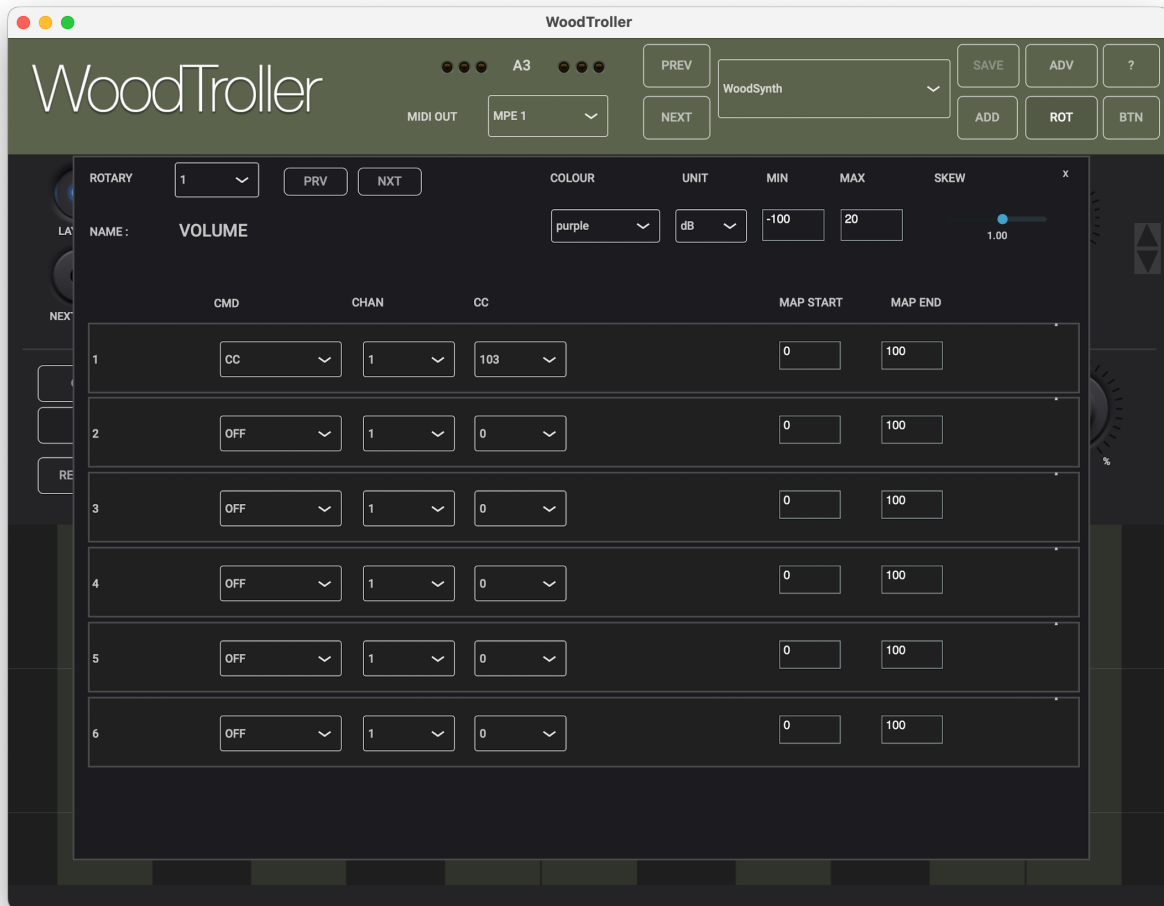 WoodTroller
WoodTroller
A3
MIDI OUT
MPE 1
PREV
NEXT
WoodSynth
SAVE
ADV
?
ADD
ROT
BTN
ROTARY
1
PRV
NXT
COLOUR
UNIT
MIN
MAX
SKEW
x
NAME :
VOLUME
purple
dB
-100
20
1.00
CMD
CHAN
CC
MAP START
MAP END
1 CC 1 103 0 100
2 OFF 1 0 0 100
3 OFF 1 0 0 100
4 OFF 1 0 0 100
5 OFF 1 0 0 100
6 OFF 1 0 0 100
NEXT
RE
%